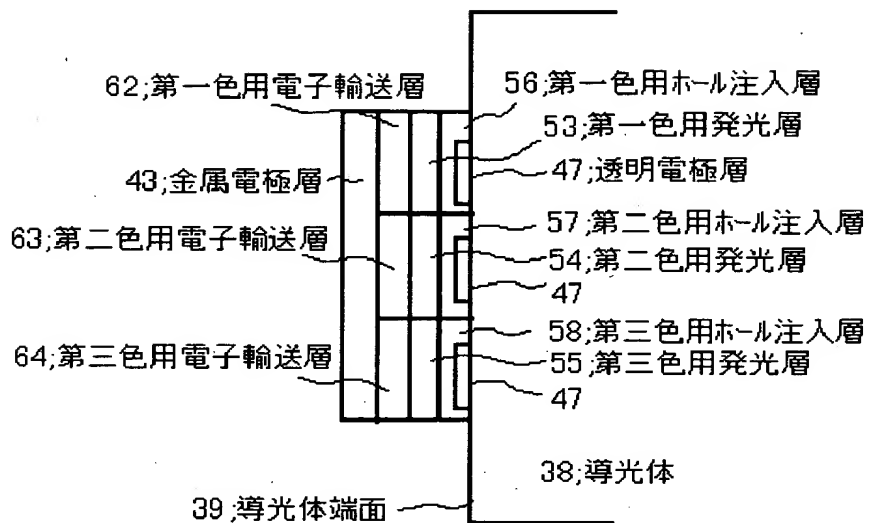 62;第一色用電子輸送層
56;第一色用ホール注入層
53;第一色用発光層
43;金属電極層
47;透明電極層
57;第二色用ホール注入層
63;第二色用電子輸送層
54;第二色用発光層
47
58;第三色用ホール注入層
64;第三色用電子輸送層
55;第三色用発光層
47
38;導光体
39;導光体端面